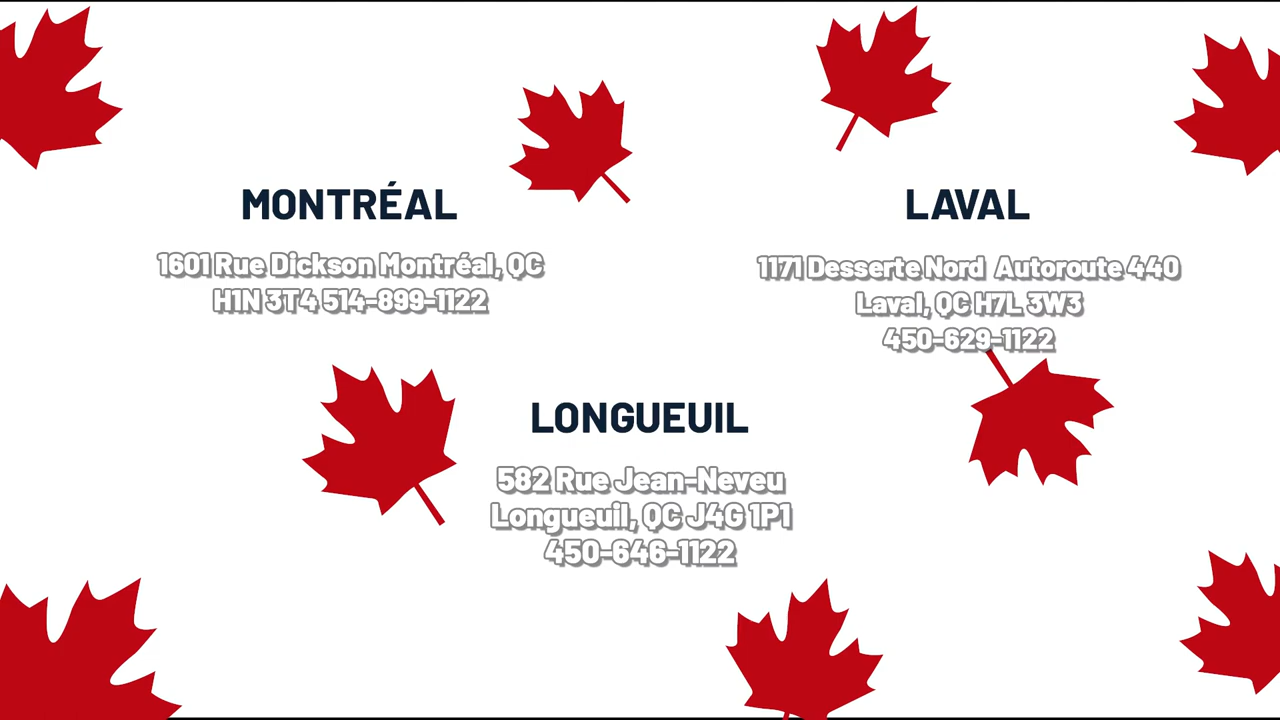 MONTRÉAL
1601 Rue Dickson Montréal, QC
H1N 3T4 514-899-1122
LAVAL
1171 Desserte Nord Autoroute 440
Laval, QC H7L 3W3
450-629-1122
LONGUEUIL
582 Rue Jean-Neveu
Longueuil, QC J4G 1P1
450-646-1122